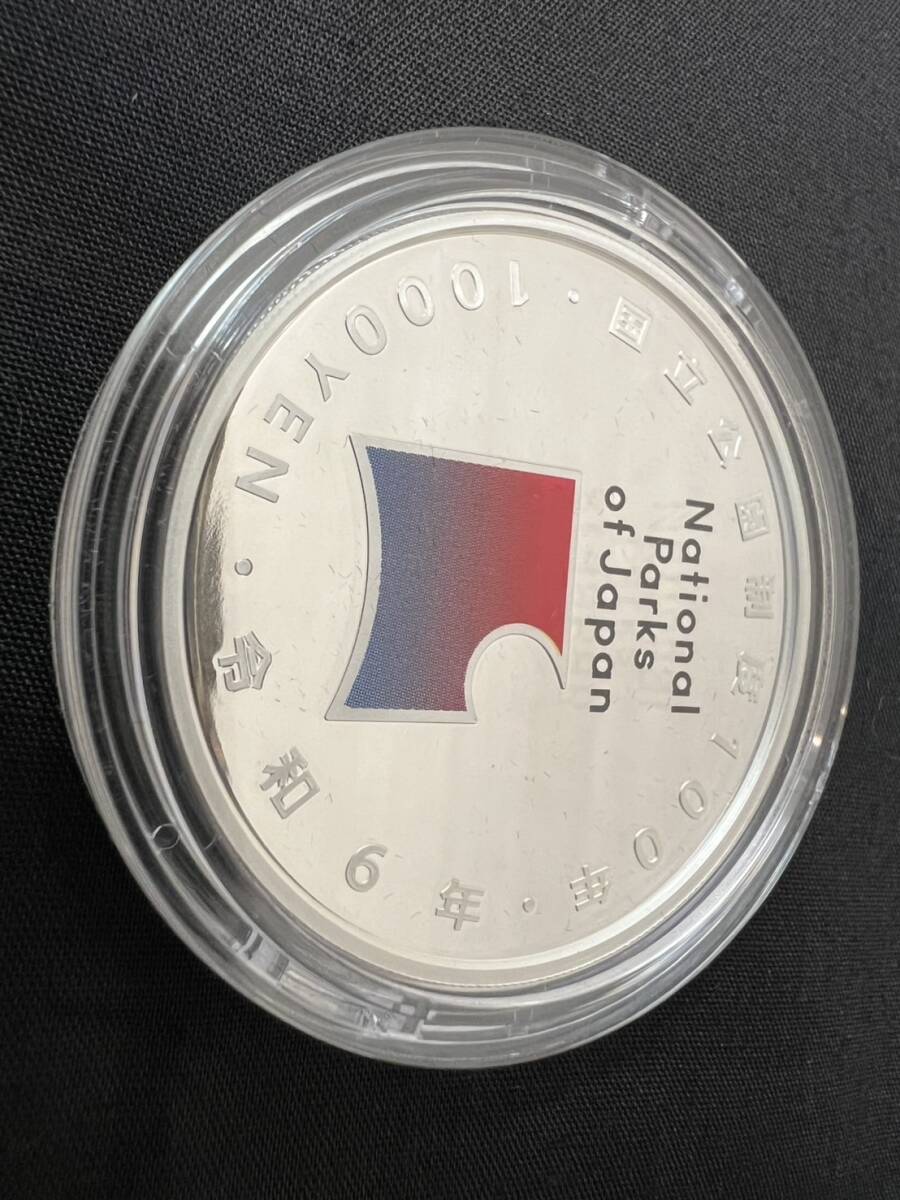 国立公園制度100年
National
Parks
of Japan
1000YEN・令和6年